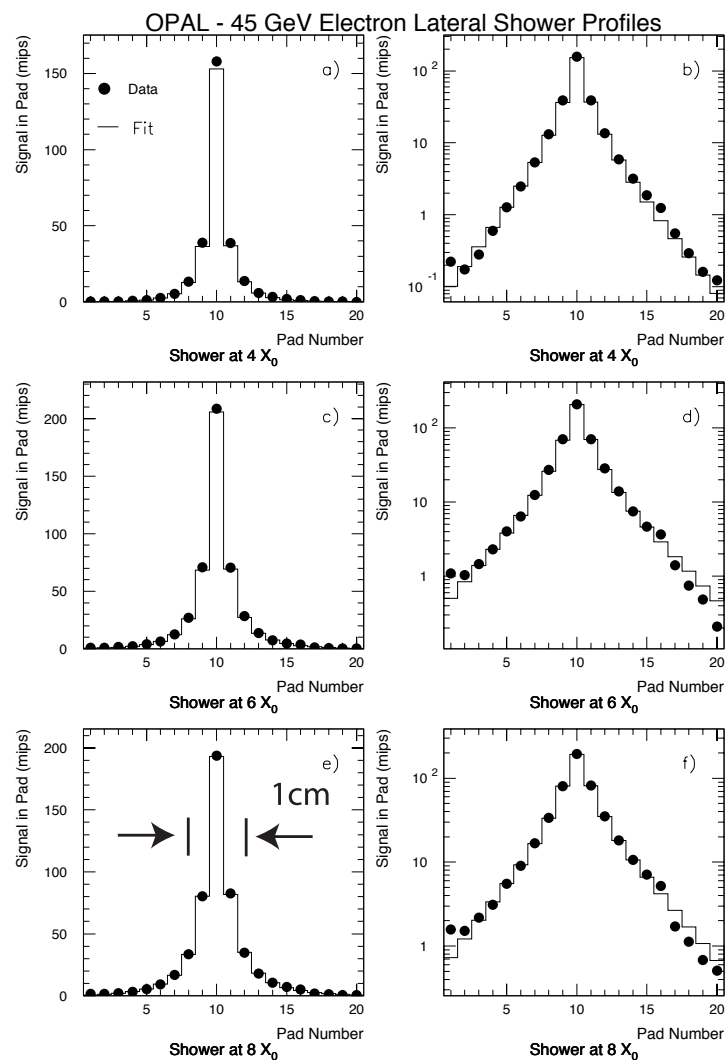 OPAL - 45 GeV Electron Lateral Shower Profiles
Signal in Pad (mips)
150
100
50
0
a)
Data
Fit
5
10
15
20
Pad Number
Shower at 4 X0
Signal in Pad (mips)
10 2
10
1
10 -1
b)
5
10
15
20
Pad Number
Shower at 4 X0
Signal in Pad (mips)
200
150
100
50
0
c)
5
10
15
20
Pad Number
Shower at 6 X0
Signal in Pad (mips)
10 2
10
1
d)
5
10
15
20
Pad Number
Shower at 6 X0
Signal in Pad (mips)
200
150
100
50
0
e)
1cm
5
10
15
20
Pad Number
Shower at 8 X0
Signal in Pad (mips)
10 2
10
1
f)
5
10
15
20
Pad Number
Shower at 8 X0